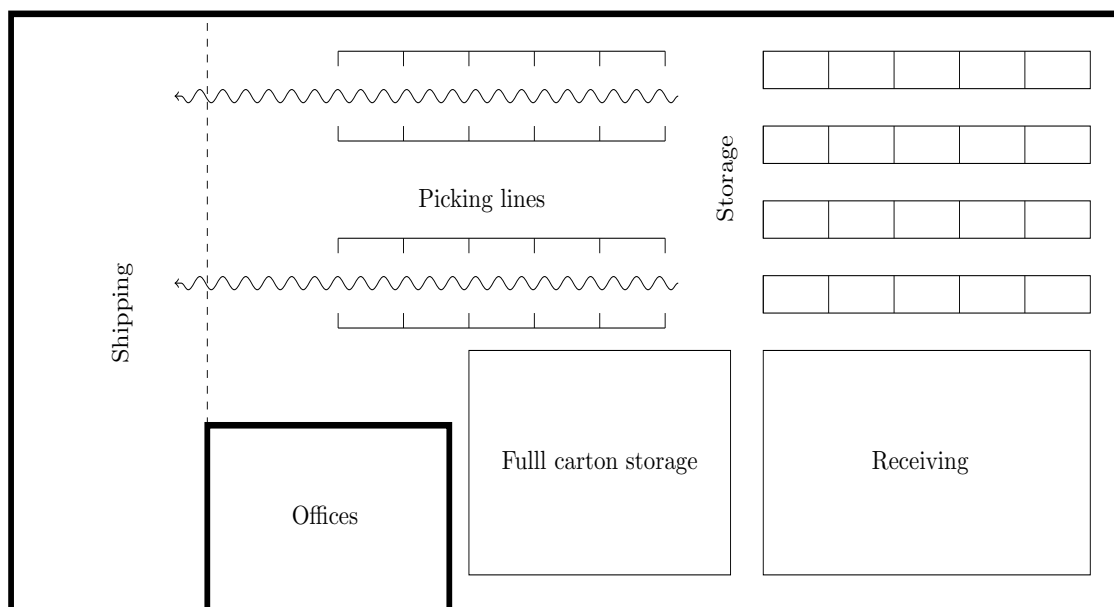 Picking lines
Storage
Shipping
Fulll carton storage
Receiving
Offices